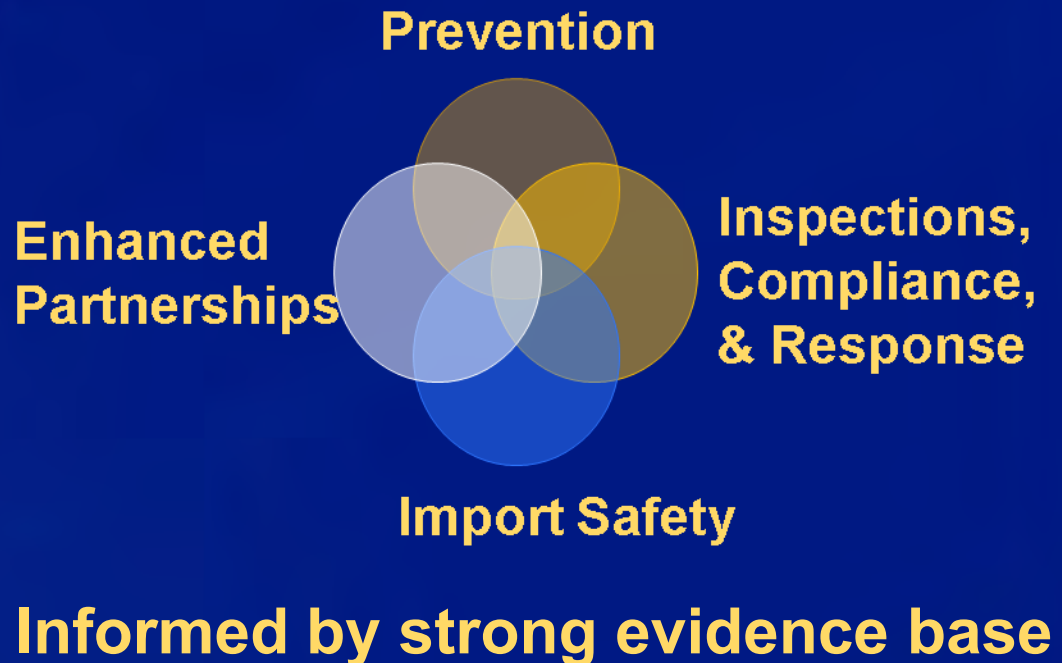 Prevention
Enhanced
Partnerships
Inspections,
Compliance,
& Response
Import Safety
Informed by strong evidence base